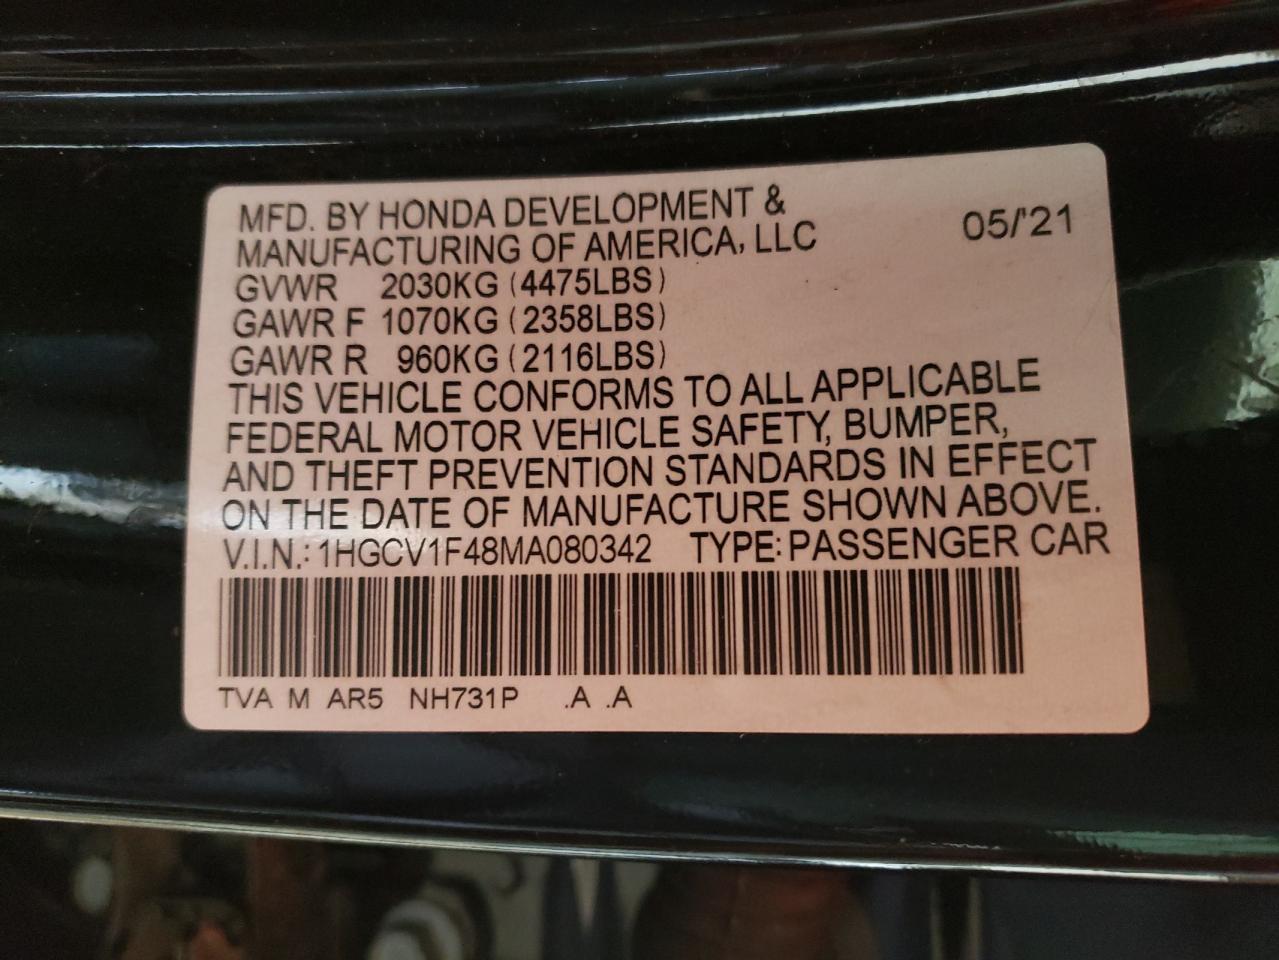 MFD. BY HONDA DEVELOPMENT &
MANUFACTURING OF AMERICA, LLC 05/'21
GVWR 2030KG (4475LBS)
GAWR F 1070KG (2358LBS)
GAWR R 960KG (2116LBS)
THIS VEHICLE CONFORMS TO ALL APPLICABLE
FEDERAL MOTOR VEHICLE SAFETY, BUMPER,
AND THEFT PREVENTION STANDARDS IN EFFECT
ON THE DATE OF MANUFACTURE SHOWN ABOVE.
V.I.N.: 1HGCV1F48MA080342 TYPE: PASSENGER CAR
TVA M AR5 NH731P .A .A